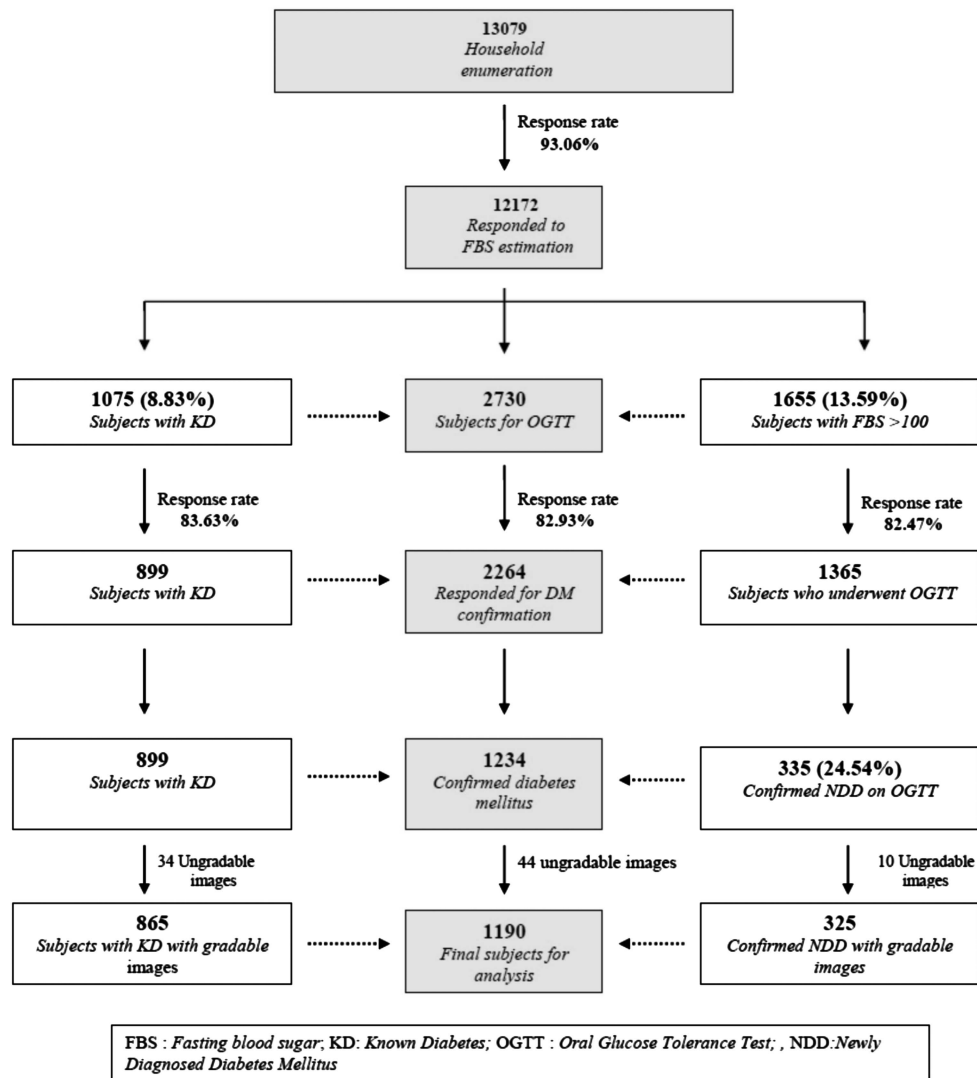 13079
Household
enumeration
Response rate
93.06%
12172
Responded to
FBS estimation
1075 (8.83%)
Subjects with KD
2730
Subjects for OGTT
1655 (13.59%)
Subjects with FBS >100
Response rate
83.63%
Response rate
82.93%
Response rate
82.47%
899
Subjects with KD
2264
Responded for DM
confirmation
1365
Subjects who underwent OGTT
899
Subjects with KD
1234
Confirmed diabetes
mellitus
335 (24.54%)
Confirmed NDD on OGTT
34 Ungradable
images
44 ungradable images
10 Ungradable
images
865
Subjects with KD with gradable
images
1190
Final subjects for
analysis
325
Confirmed NDD with gradable
images
FBS : Fasting blood sugar; KD: Known Diabetes; OGTT : Oral Glucose Tolerance Test; , NDD:Newly
Diagnosed Diabetes Mellitus